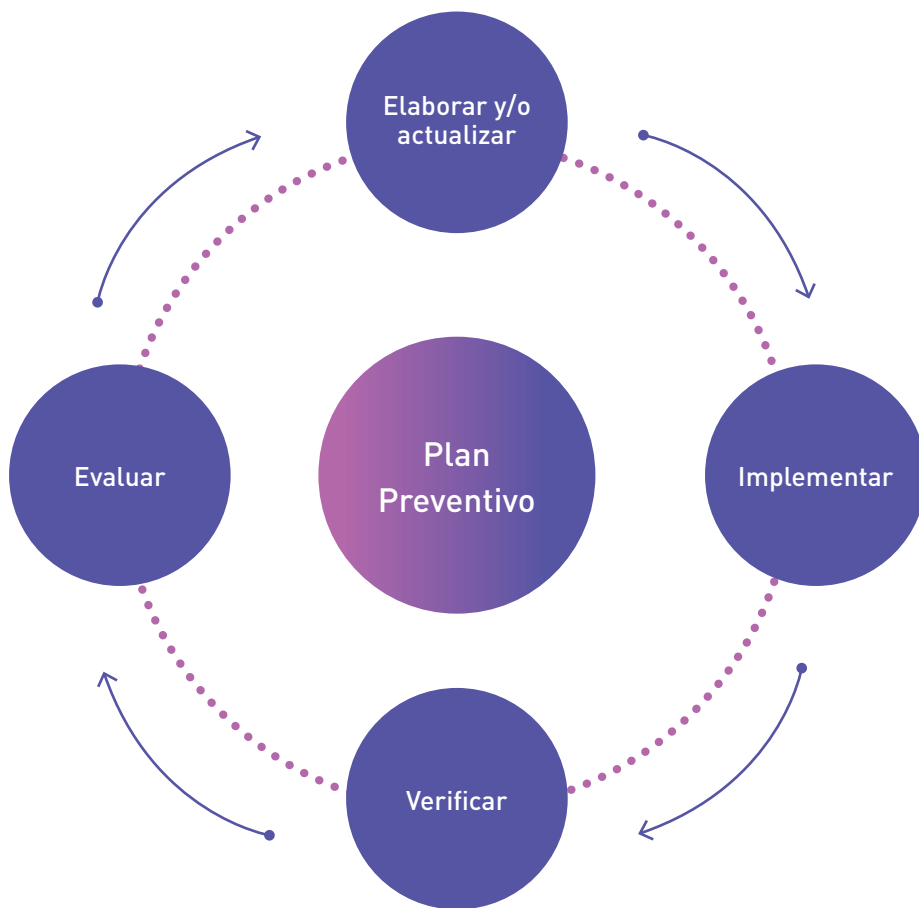 Elaborar y/o
actualizar
Evaluar
Plan
Preventivo
Implementar
Verificar